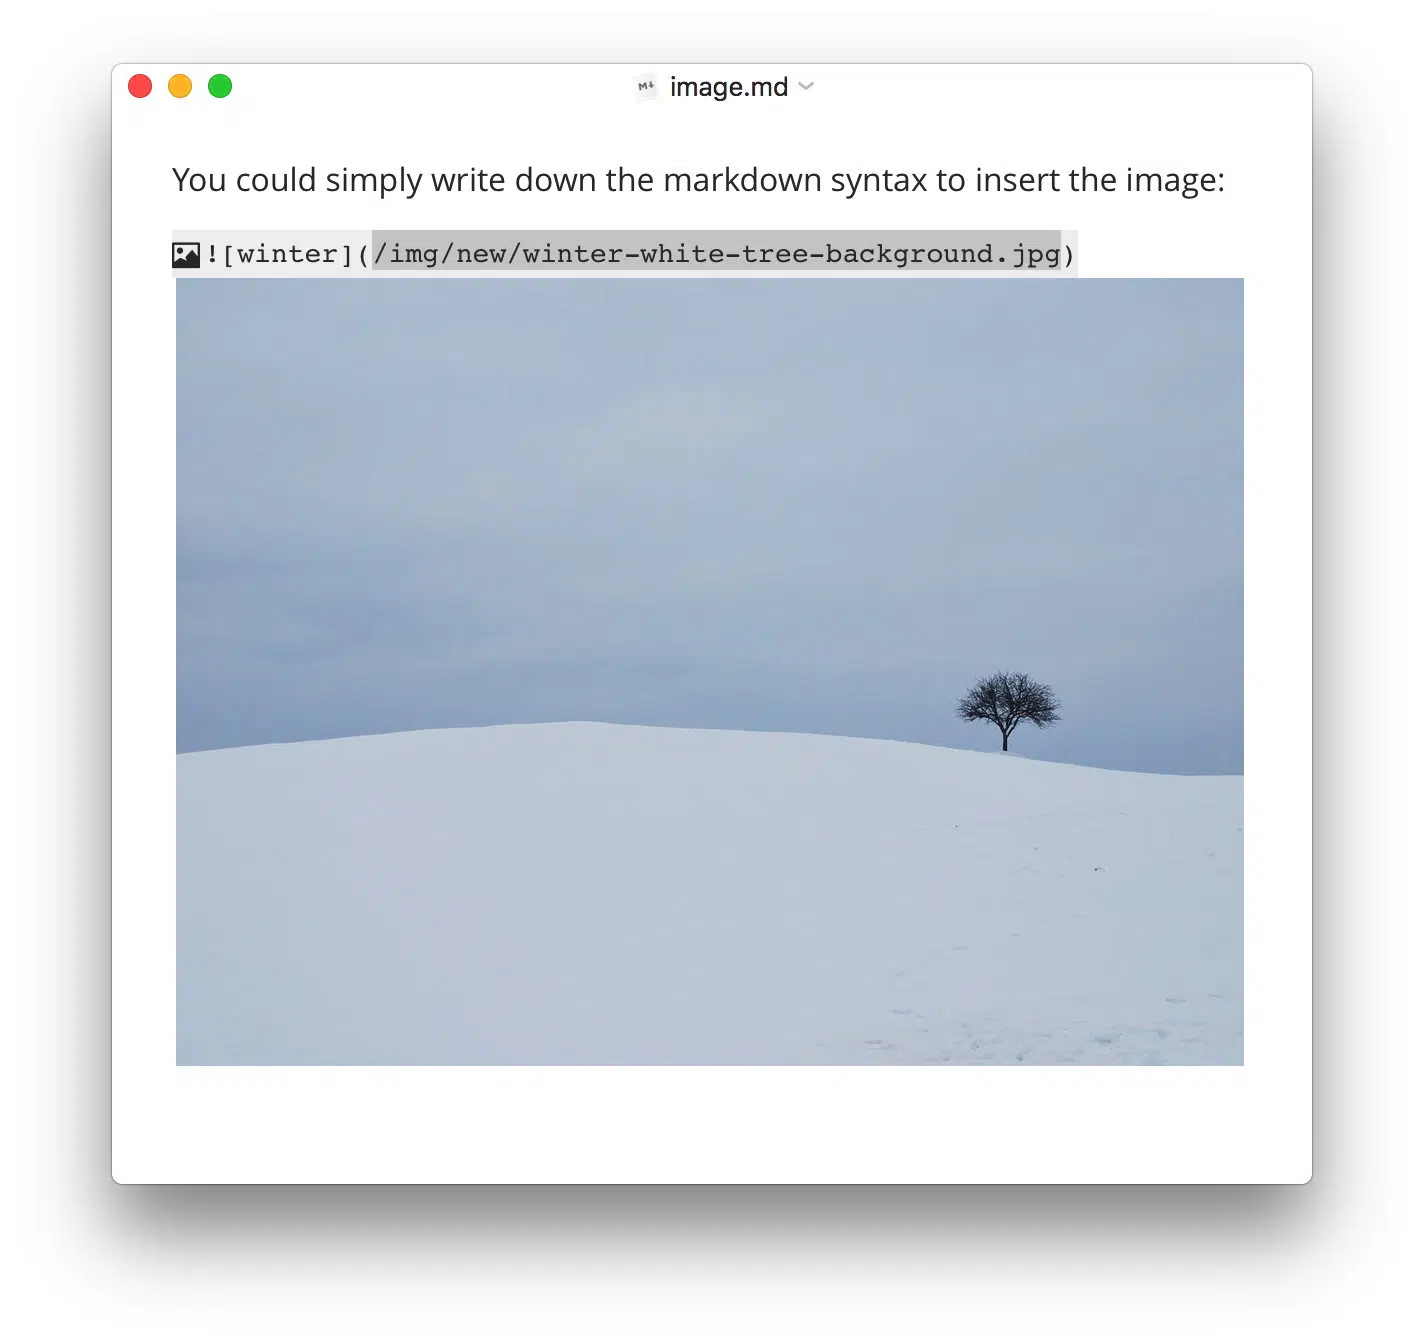 image.md
You could simply write down the markdown syntax to insert the image:
![winter](/img/new/winter-white-tree-background.jpg)